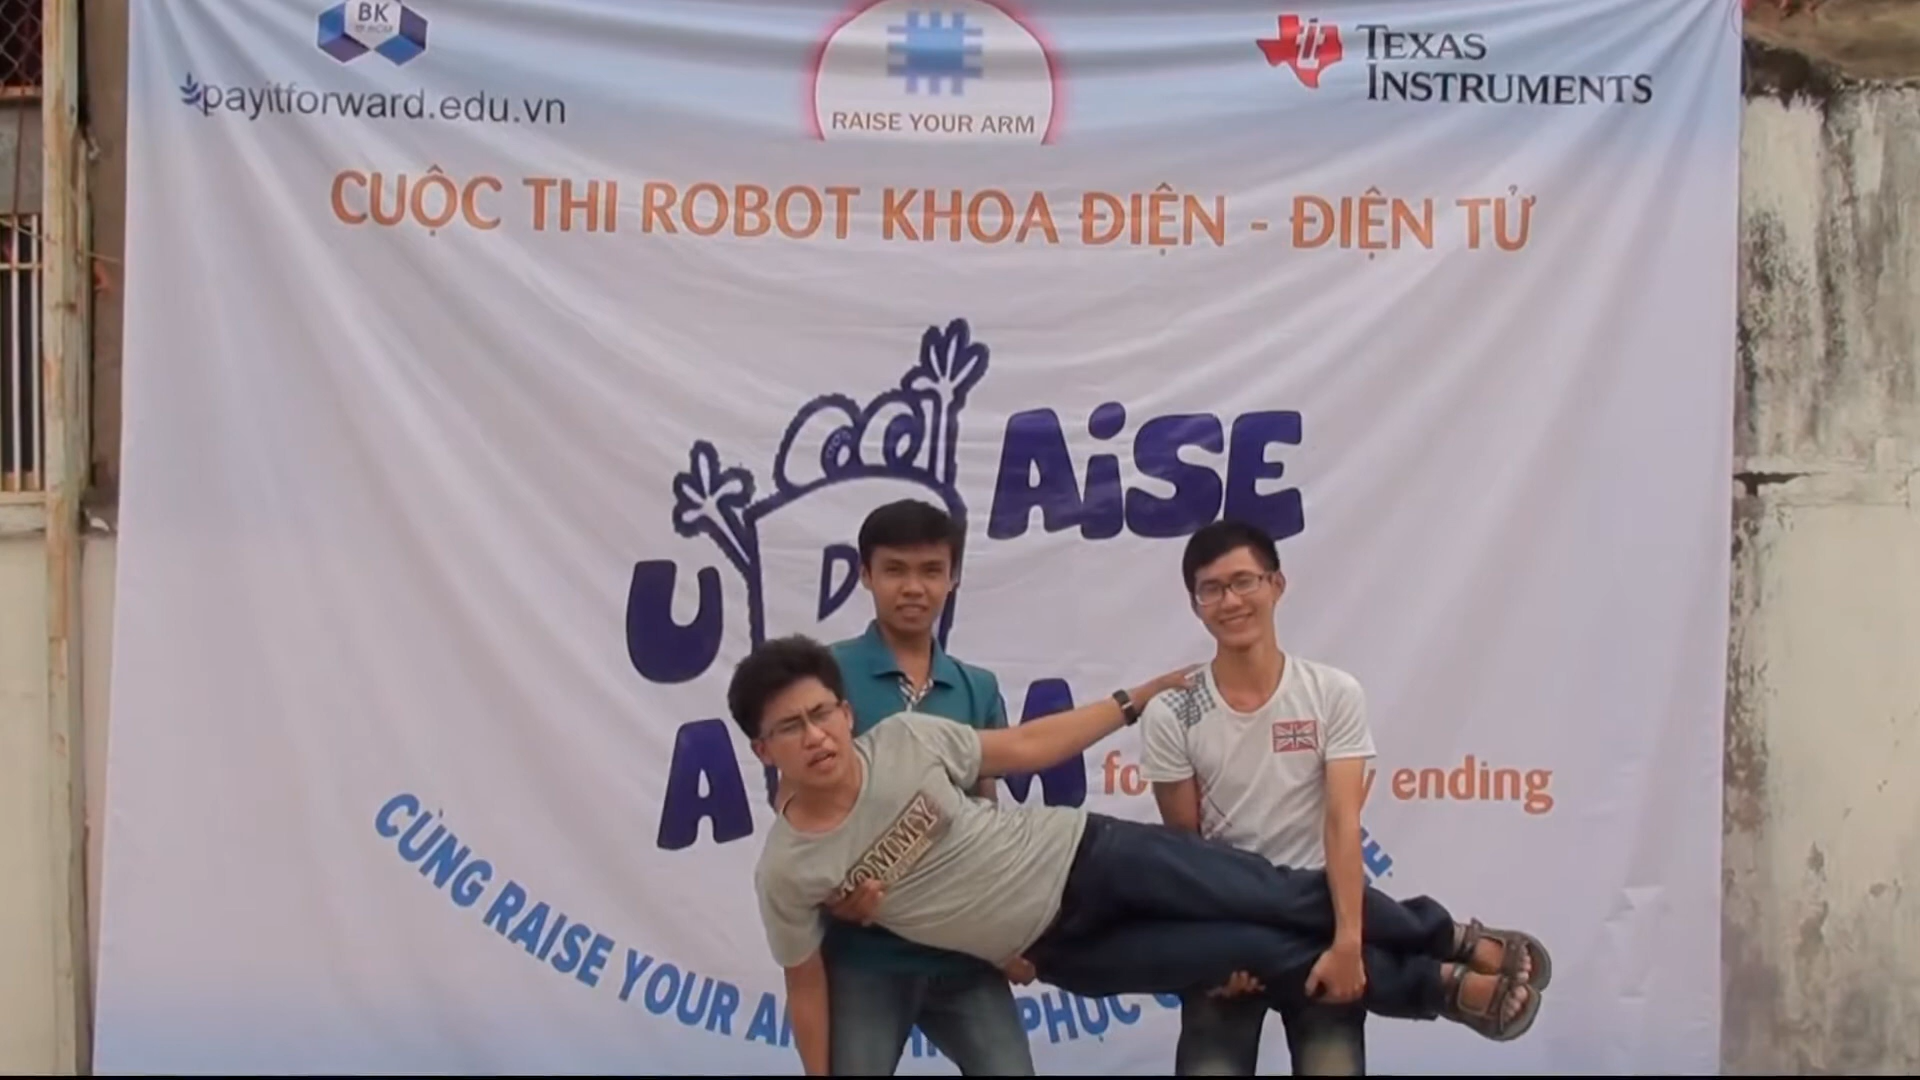 BK
payitforward.edu.vn
RAISE YOUR ARM
TEXAS
INSTRUMENTS
CUỘC THI ROBOT KHOA ĐIỆN - ĐIỆN TỬ
AiSE
U
A
ending
CÙNG RAISE YOUR
PHỤC
TOMMY